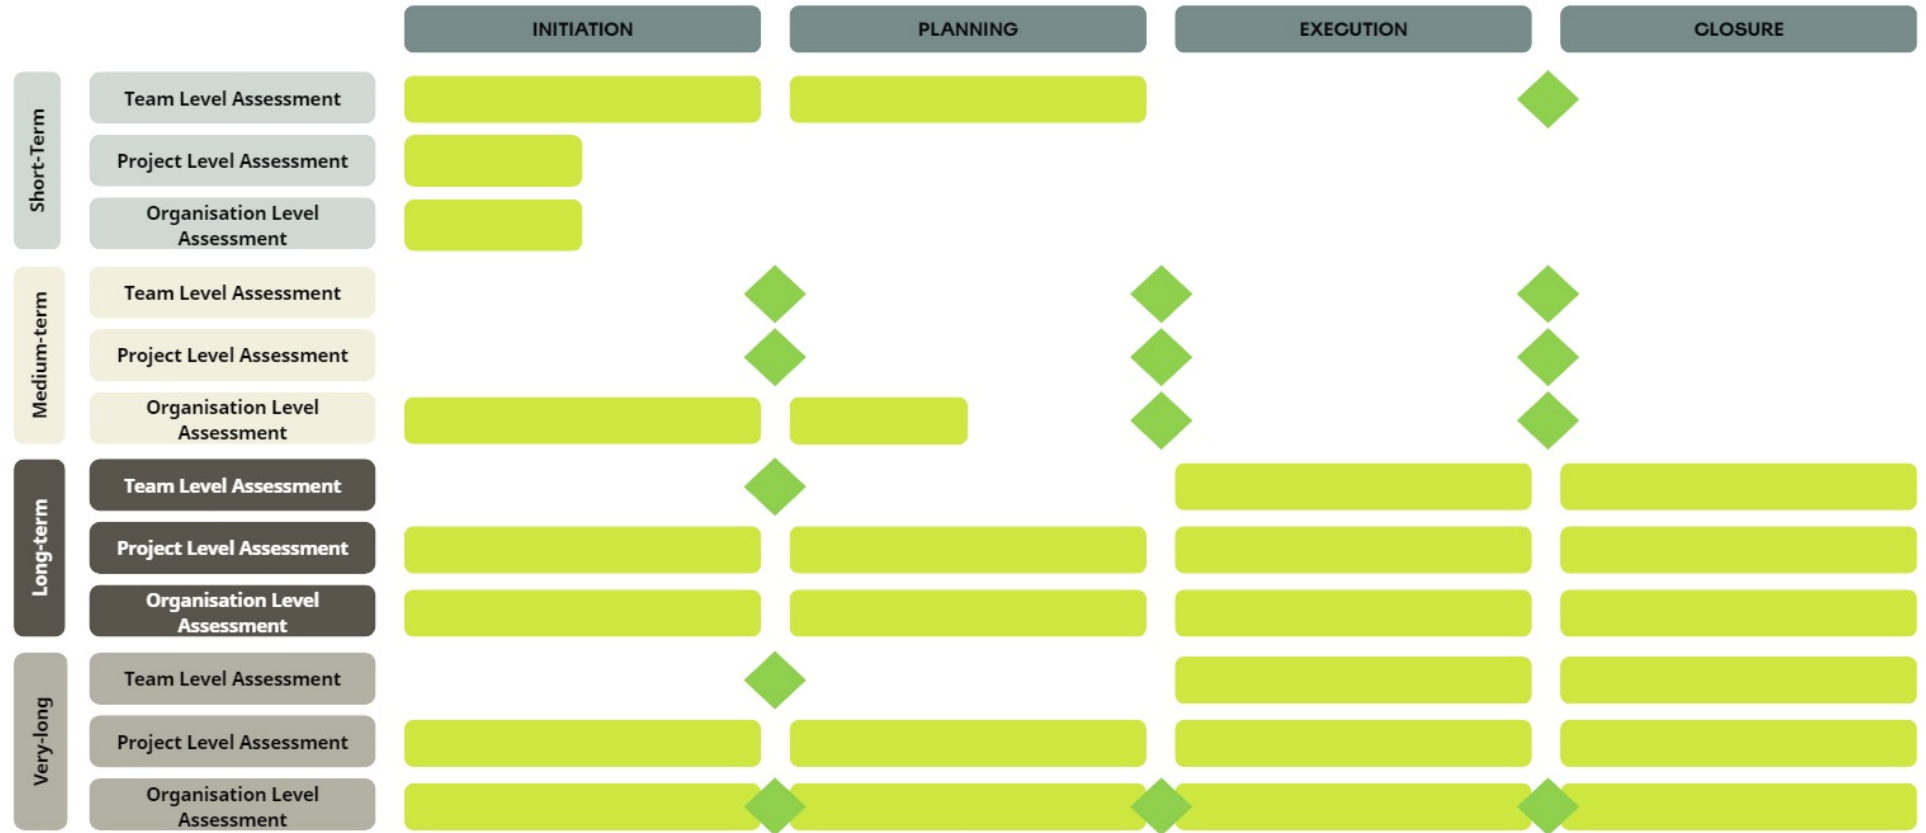 INITIATION
PLANNING
EXECUTION
CLOSURE
Short-Term
Team Level Assessment
Project Level Assessment
Organisation Level
Assessment
Medium-term
Team Level Assessment
Project Level Assessment
Organisation Level
Assessment
Long-term
Team Level Assessment
Project Level Assessment
Organisation Level
Assessment
Very-long
Team Level Assessment
Project Level Assessment
Organisation Level
Assessment